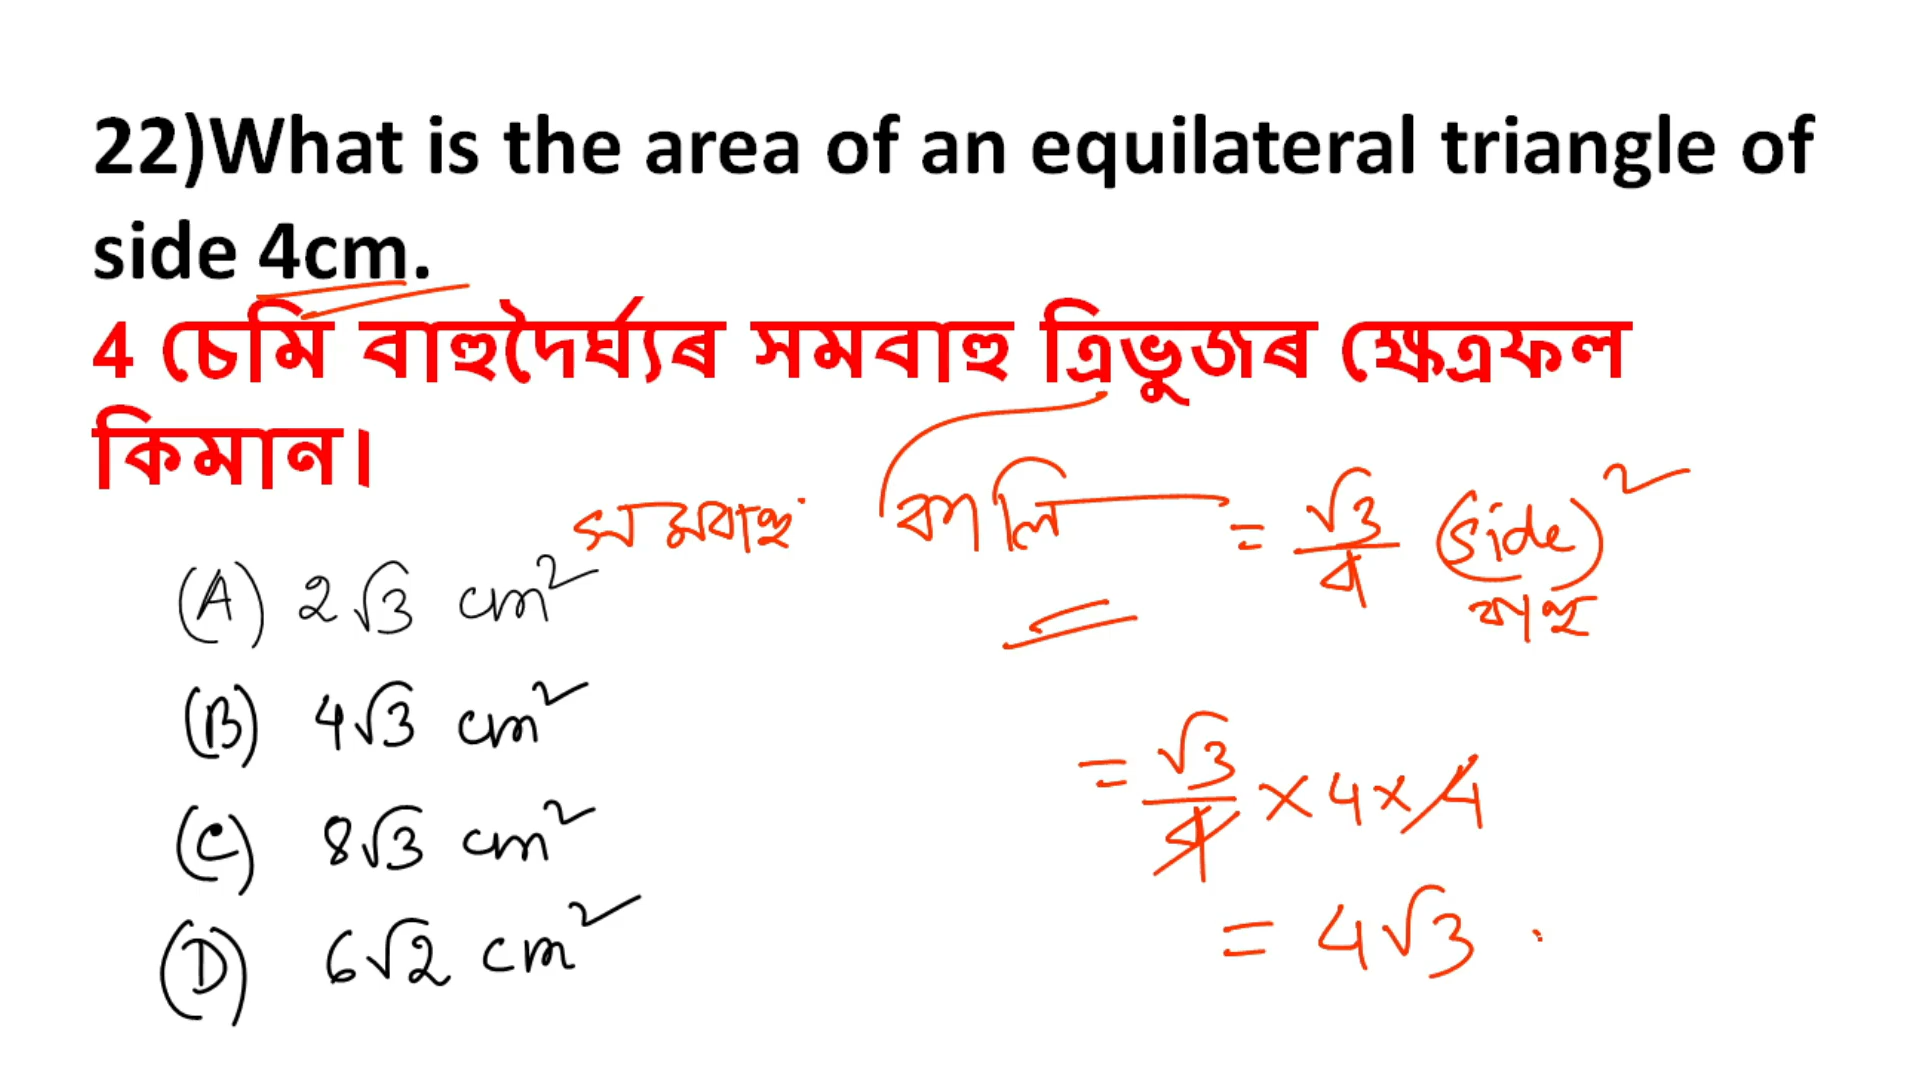 22)What is the area of an equilateral triangle of
side 4cm.
4 চেমি বাহুদৈৰ্ঘ্যৰ সমবাহু ত্ৰিভুজৰ ক্ষেত্ৰফল
কিমান।
সমবাহু কালি = √3/4 (side)²
বাহু
(A) 2√3 cm²
(B) 4√3 cm²
(C) 8√3 cm²
(D) 6√2 cm²
= √3/4 × 4 × 4
= 4√3